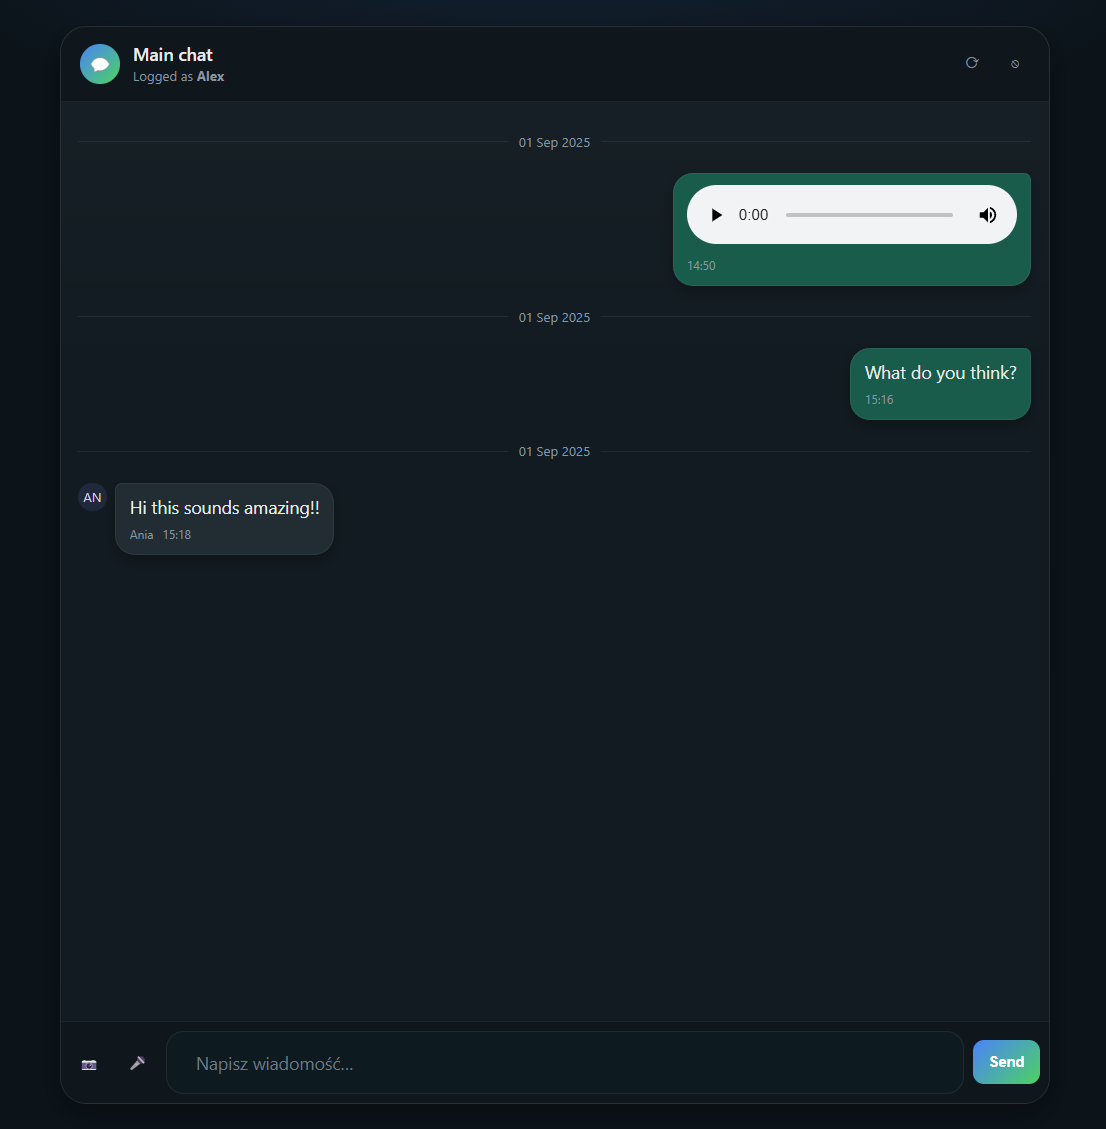 Main chat
Logged as Alex
01 Sep 2025
0:00
14:50
01 Sep 2025
What do you think?
15:16
01 Sep 2025
AN
Hi this sounds amazing!!
Ania 15:18
Napisz wiadomość...
Send